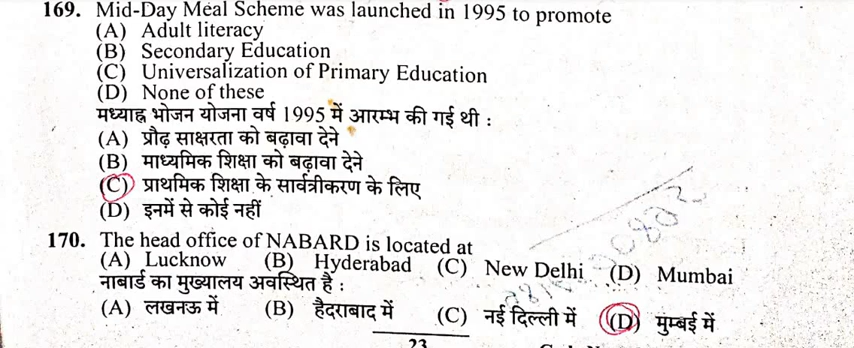 169. Mid-Day Meal Scheme was launched in 1995 to promote
(A) Adult literacy
(B) Secondary Education
(C) Universalization of Primary Education
(D) None of these
मध्याह्न भोजन योजना वर्ष 1995 में आरम्भ की गई थी :
(A) प्रौढ़ साक्षरता को बढ़ावा देने
(B) माध्यमिक शिक्षा को बढ़ावा देने
(C) प्राथमिक शिक्षा के सार्वत्रीकरण के लिए
(D) इनमें से कोई नहीं
170. The head office of NABARD is located at
(A) Lucknow (B) Hyderabad (C) New Delhi (D) Mumbai
नाबार्ड का मुख्यालय अवस्थित है :
(A) लखनऊ में (B) हैदराबाद में (C) नई दिल्ली में (D) मुम्बई में
23